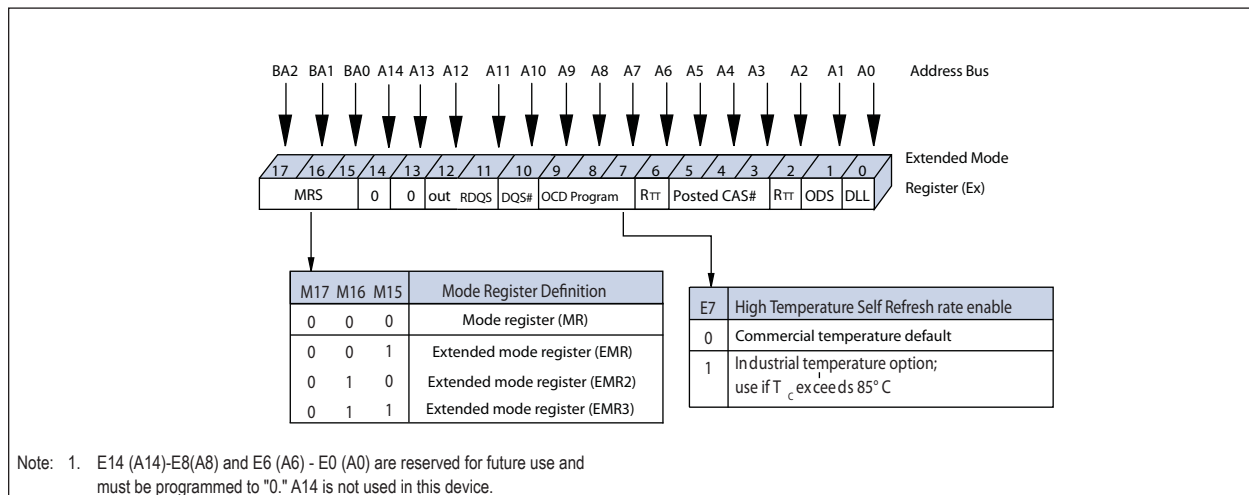 BA2 BA1 BA0 A14 A13 A12 A11 A10 A9 A8 A7 A6 A5 A4 A3 A2 A1 A0 Address Bus
17 16 15 14 13 12 11 10 9 8 7 6 5 4 3 2 1 0 Extended Mode
Register (Ex)
MRS 0 0 out RDQS DQS# OCD Program RTT Posted CAS# RTT ODS DLL
M17 M16 M15 Mode Register Definition
0 0 0 Mode register (MR)
0 0 1 Extended mode register (EMR)
0 1 0 Extended mode register (EMR2)
0 1 1 Extended mode register (EMR3)
E7 High Temperature Self Refresh rate enable
0 Commercial temperature default
1 Industrial temperature option;
use if TC exceeds 85° C
Note: 1. E14 (A14)-E8(A8) and E6 (A6) - E0 (A0) are reserved for future use and
must be programmed to "0." A14 is not used in this device.